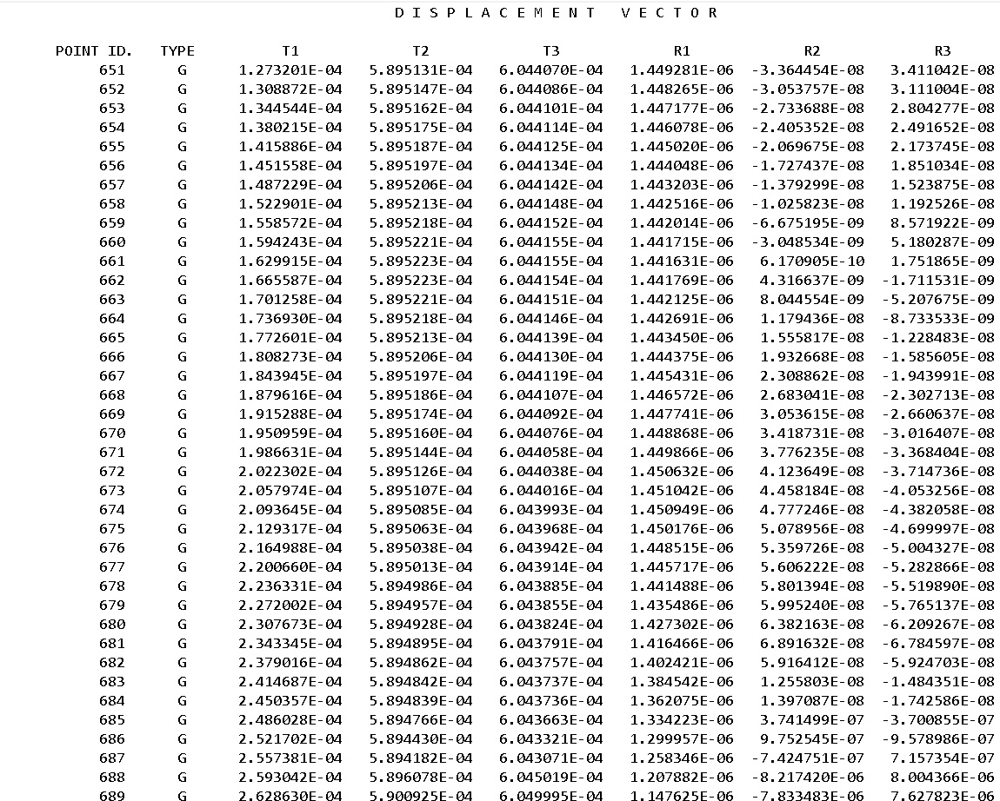 D I S P L A C E M E N T   V E C T O R
POINT ID.   TYPE   T1   T2   T3   R1   R2   R3
651   G   1.273201E-04   5.895131E-04   6.044070E-04   1.449281E-06   -3.364454E-08   3.411042E-08
652   G   1.308872E-04   5.895147E-04   6.044086E-04   1.448265E-06   -3.053757E-08   3.111004E-08
653   G   1.344544E-04   5.895162E-04   6.044101E-04   1.447177E-06   -2.733688E-08   2.804277E-08
654   G   1.380215E-04   5.895175E-04   6.044114E-04   1.446078E-06   -2.405352E-08   2.491652E-08
655   G   1.415886E-04   5.895187E-04   6.044125E-04   1.445020E-06   -2.069675E-08   2.173745E-08
656   G   1.451558E-04   5.895197E-04   6.044134E-04   1.444048E-06   -1.727437E-08   1.851034E-08
657   G   1.487229E-04   5.895206E-04   6.044142E-04   1.443203E-06   -1.379299E-08   1.523875E-08
658   G   1.522901E-04   5.895213E-04   6.044148E-04   1.442516E-06   -1.025823E-08   1.192526E-08
659   G   1.558572E-04   5.895218E-04   6.044152E-04   1.442014E-06   -6.675195E-09   8.571922E-09
660   G   1.594243E-04   5.895221E-04   6.044155E-04   1.441715E-06   -3.048534E-09   5.180287E-09
661   G   1.629915E-04   5.895223E-04   6.044155E-04   1.441631E-06   6.170905E-10   1.751865E-09
662   G   1.665587E-04   5.895223E-04   6.044154E-04   1.441769E-06   4.316637E-09   -1.711531E-09
663   G   1.701258E-04   5.895221E-04   6.044151E-04   1.442125E-06   8.044554E-09   -5.207675E-09
664   G   1.736930E-04   5.895218E-04   6.044146E-04   1.442691E-06   1.179436E-08   -8.733533E-09
665   G   1.772601E-04   5.895213E-04   6.044139E-04   1.443450E-06   1.555817E-08   -1.228483E-08
666   G   1.808273E-04   5.895206E-04   6.044130E-04   1.444375E-06   1.932668E-08   -1.585605E-08
667   G   1.843945E-04   5.895197E-04   6.044119E-04   1.445431E-06   2.308862E-08   -1.943991E-08
668   G   1.879616E-04   5.895186E-04   6.044107E-04   1.446572E-06   2.683041E-08   -2.302713E-08
669   G   1.915288E-04   5.895174E-04   6.044092E-04   1.447741E-06   3.053615E-08   -2.660637E-08
670   G   1.950959E-04   5.895160E-04   6.044076E-04   1.448868E-06   3.418731E-08   -3.016407E-08
671   G   1.986631E-04   5.895144E-04   6.044058E-04   1.449866E-06   3.776235E-08   -3.368404E-08
672   G   2.022302E-04   5.895126E-04   6.044038E-04   1.450632E-06   4.123649E-08   -3.714736E-08
673   G   2.057974E-04   5.895107E-04   6.044016E-04   1.451042E-06   4.458184E-08   -4.053256E-08
674   G   2.093645E-04   5.895085E-04   6.043993E-04   1.450949E-06   4.777246E-08   -4.382058E-08
675   G   2.129317E-04   5.895063E-04   6.043968E-04   1.450176E-06   5.078956E-08   -4.699997E-08
676   G   2.164988E-04   5.895038E-04   6.043942E-04   1.448515E-06   5.359726E-08   -5.004327E-08
677   G   2.200660E-04   5.895013E-04   6.043914E-04   1.445717E-06   5.606222E-08   -5.282866E-08
678   G   2.236331E-04   5.894986E-04   6.043885E-04   1.441488E-06   5.801394E-08   -5.519890E-08
679   G   2.272002E-04   5.894957E-04   6.043855E-04   1.435486E-06   5.995240E-08   -5.765137E-08
680   G   2.307673E-04   5.894928E-04   6.043824E-04   1.427302E-06   6.382163E-08   -6.209267E-08
681   G   2.343345E-04   5.894895E-04   6.043791E-04   1.416466E-06   6.891632E-08   -6.784597E-08
682   G   2.379016E-04   5.894862E-04   6.043757E-04   1.402421E-06   5.916412E-08   -5.924703E-08
683   G   2.414687E-04   5.894842E-04   6.043737E-04   1.384542E-06   1.255803E-08   -1.484351E-08
684   G   2.450357E-04   5.894839E-04   6.043736E-04   1.362075E-06   1.397087E-08   -1.742586E-08
685   G   2.486028E-04   5.894766E-04   6.043663E-04   1.334223E-06   3.741499E-07   -3.700855E-07
686   G   2.521702E-04   5.894430E-04   6.043321E-04   1.299957E-06   9.752545E-07   -9.578986E-07
687   G   2.557381E-04   5.894182E-04   6.043071E-04   1.258346E-06   -7.424751E-07   7.157354E-07
688   G   2.593042E-04   5.896078E-04   6.045019E-04   1.207882E-06   -8.217420E-06   8.004366E-06
689   G   2.628630E-04   5.900925E-04   6.049995E-04   1.147625E-06   -7.833483E-06   7.627823E-06